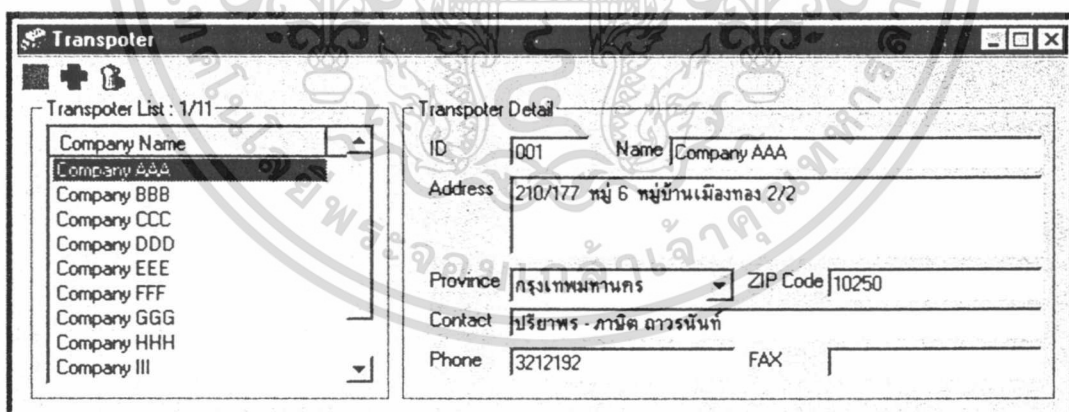 Transpoter
Transpoter List : 1/11
Company Name
Company AAA
Company BBB
Company CCC
Company DDD
Company EEE
Company FFF
Company GGG
Company HHH
Company III
Transpoter Detail
ID 001 Name Company AAA
Address 210/177 หมู่ 6 หมู่บ้านเมืองทอง 2/2
Province กรุงเทพมหานคร ZIP Code 10250
Contact ปรียาพร - ภาษิต ถาวรนันท์
Phone 3212192 FAX